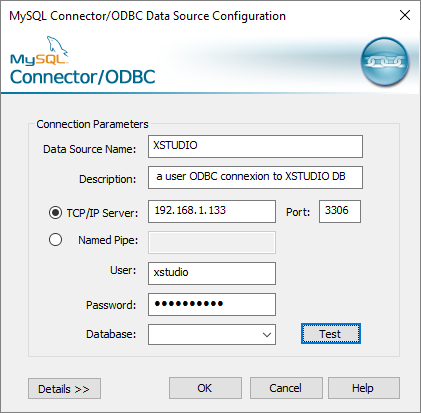 MySQL Connector/ODBC Data Source Configuration
MySQL
Connector/ODBC
Connection Parameters
Data Source Name: XSTUDIO
Description: a user ODBC connexion to XSTUDIO DB
TCP/IP Server: 192.168.1.133 Port: 3306
Named Pipe:
User: xstudio
Password: ●●●●●●●●●●
Database: Test
Details >> OK Cancel Help